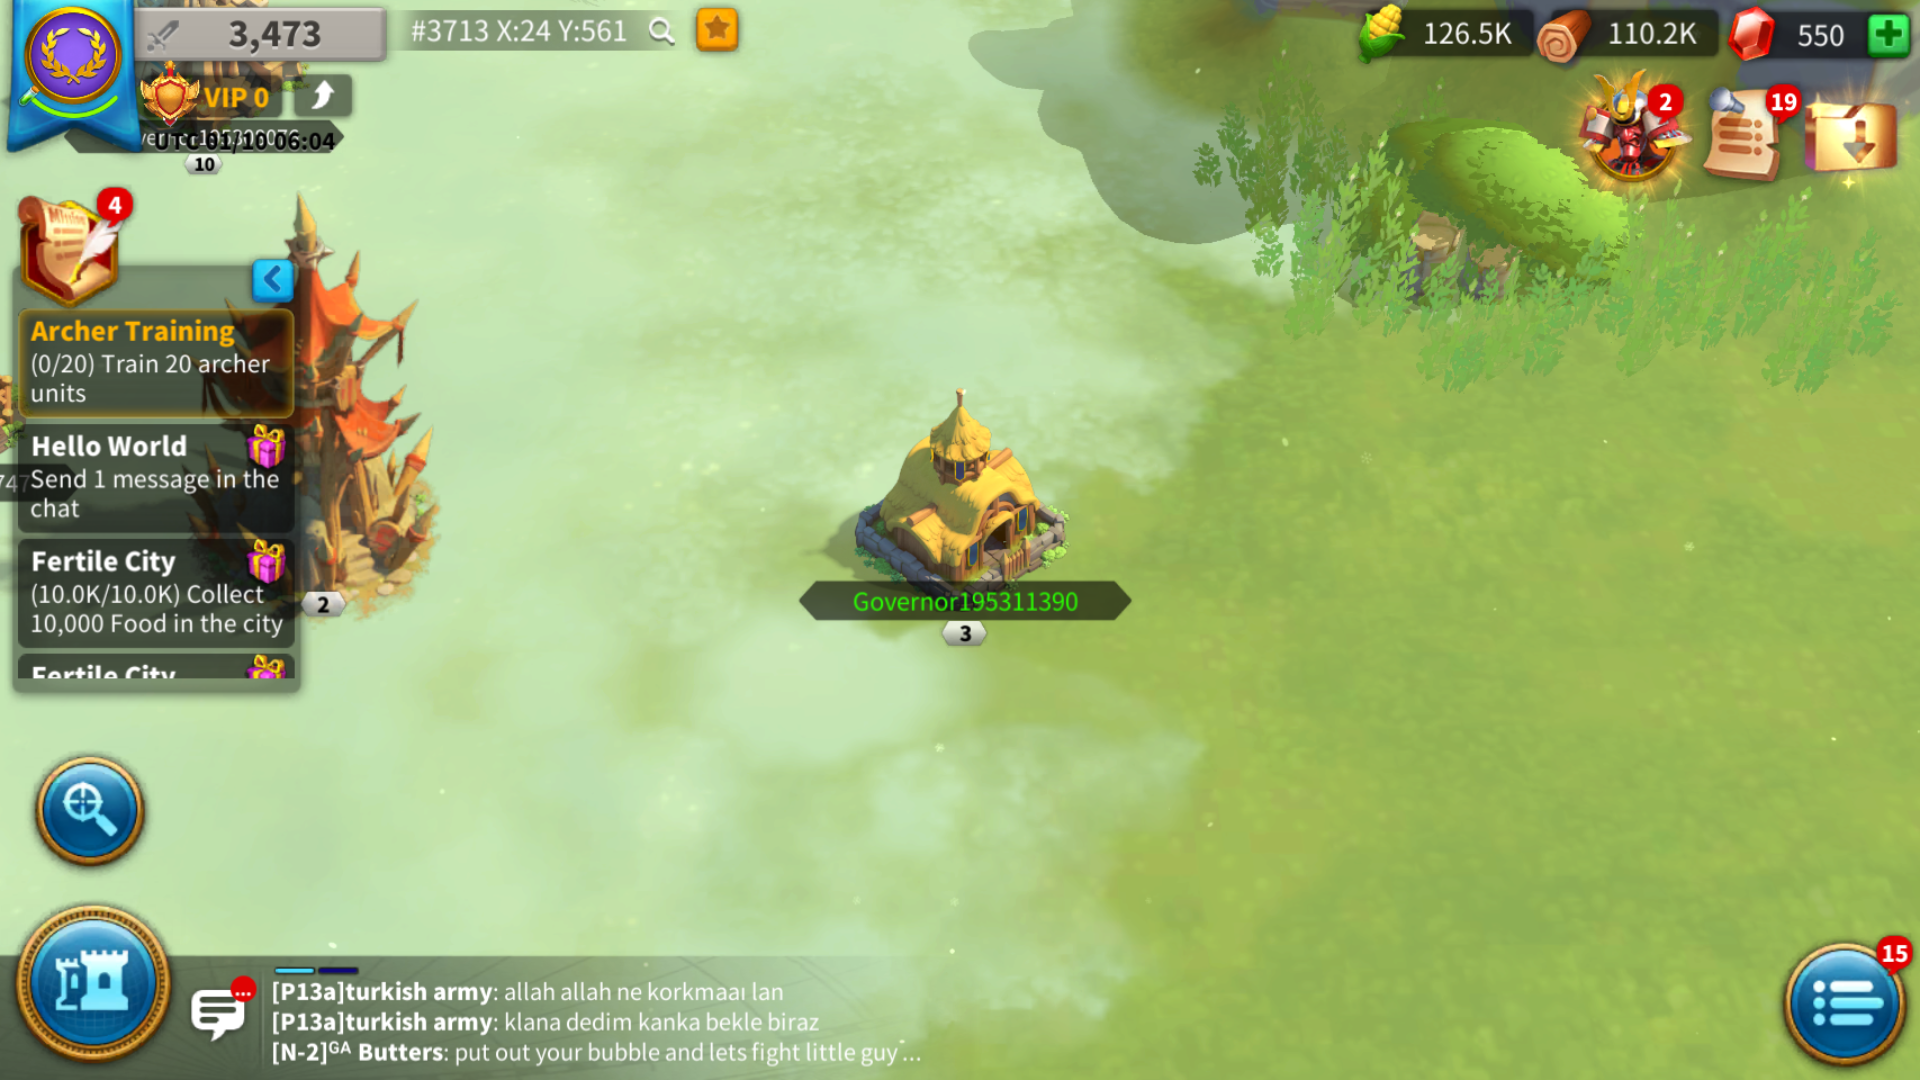 3,473
#3713 X:24 Y:561
126.5K
110.2K
550
VIP 0
UTC 01/10 06:04
10
2
19
4
Mission
Archer Training
(0/20) Train 20 archer
units
Hello World
Send 1 message in the
chat
Fertile City
(10.0K/10.0K) Collect
10,000 Food in the city
Fertile City
2
Governor195311390
3
15
[P13a]turkish army: allah allah ne korkmaaı lan
[P13a]turkish army: klana dedim kanka bekle biraz
[N-2]ᴳᴬ Butters: put out your bubble and lets fight little guy ...